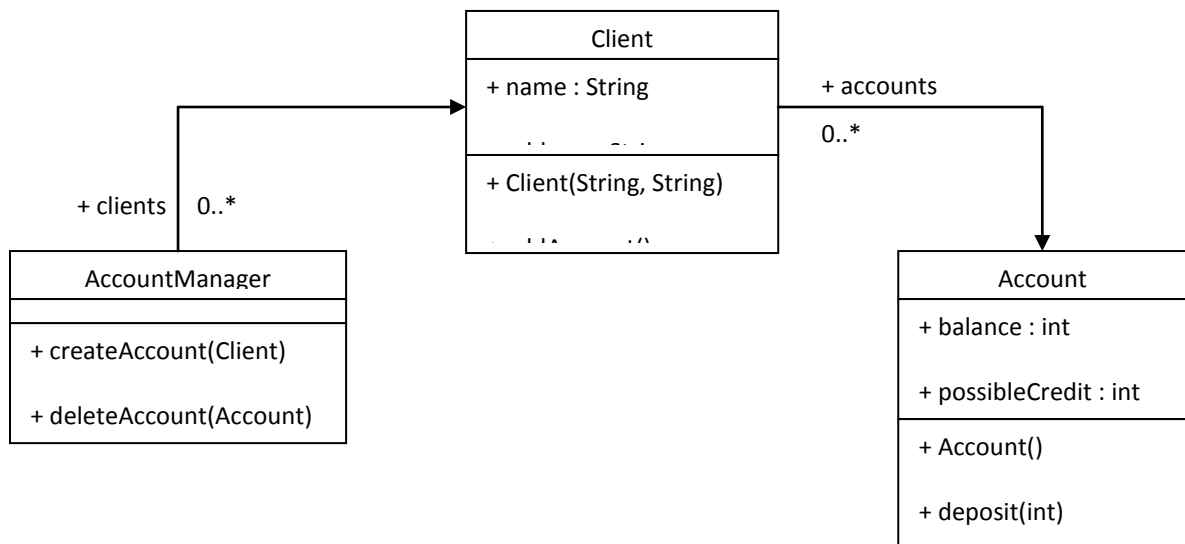 Client
+ name : String
+ Client(String, String)
+ accounts
0..*
+ clients 0..*
AccountManager
+ createAccount(Client)
+ deleteAccount(Account)
Account
+ balance : int
+ possibleCredit : int
+ Account()
+ deposit(int)